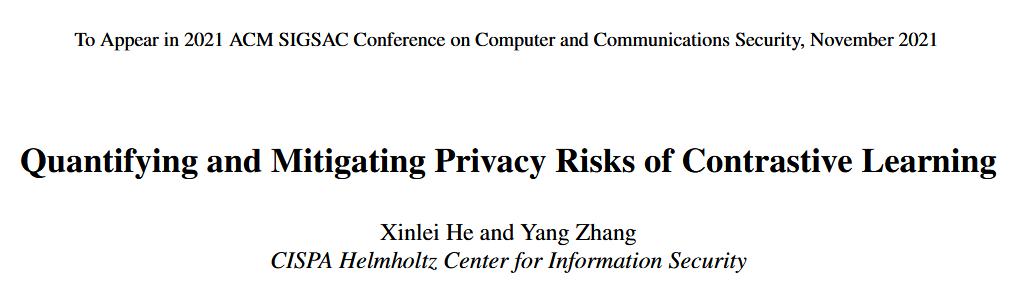 To Appear in 2021 ACM SIGSAC Conference on Computer and Communications Security, November 2021
Quantifying and Mitigating Privacy Risks of Contrastive Learning
Xinlei He and Yang Zhang
CISPA Helmholtz Center for Information Security